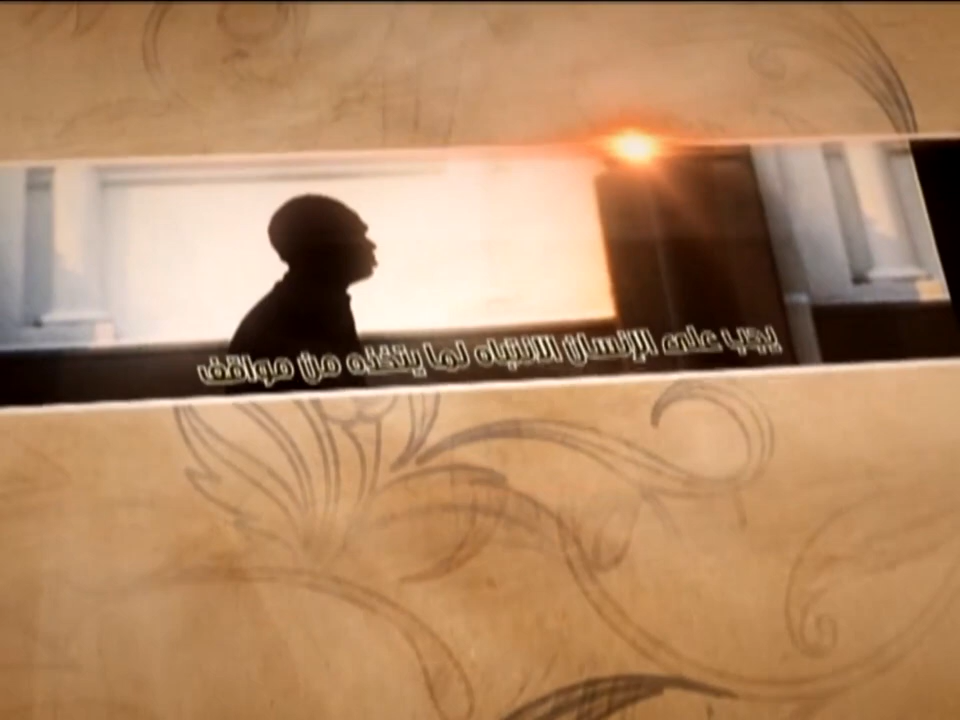 يجب على الإنسان الانتباه لما يتخذه من مواقف